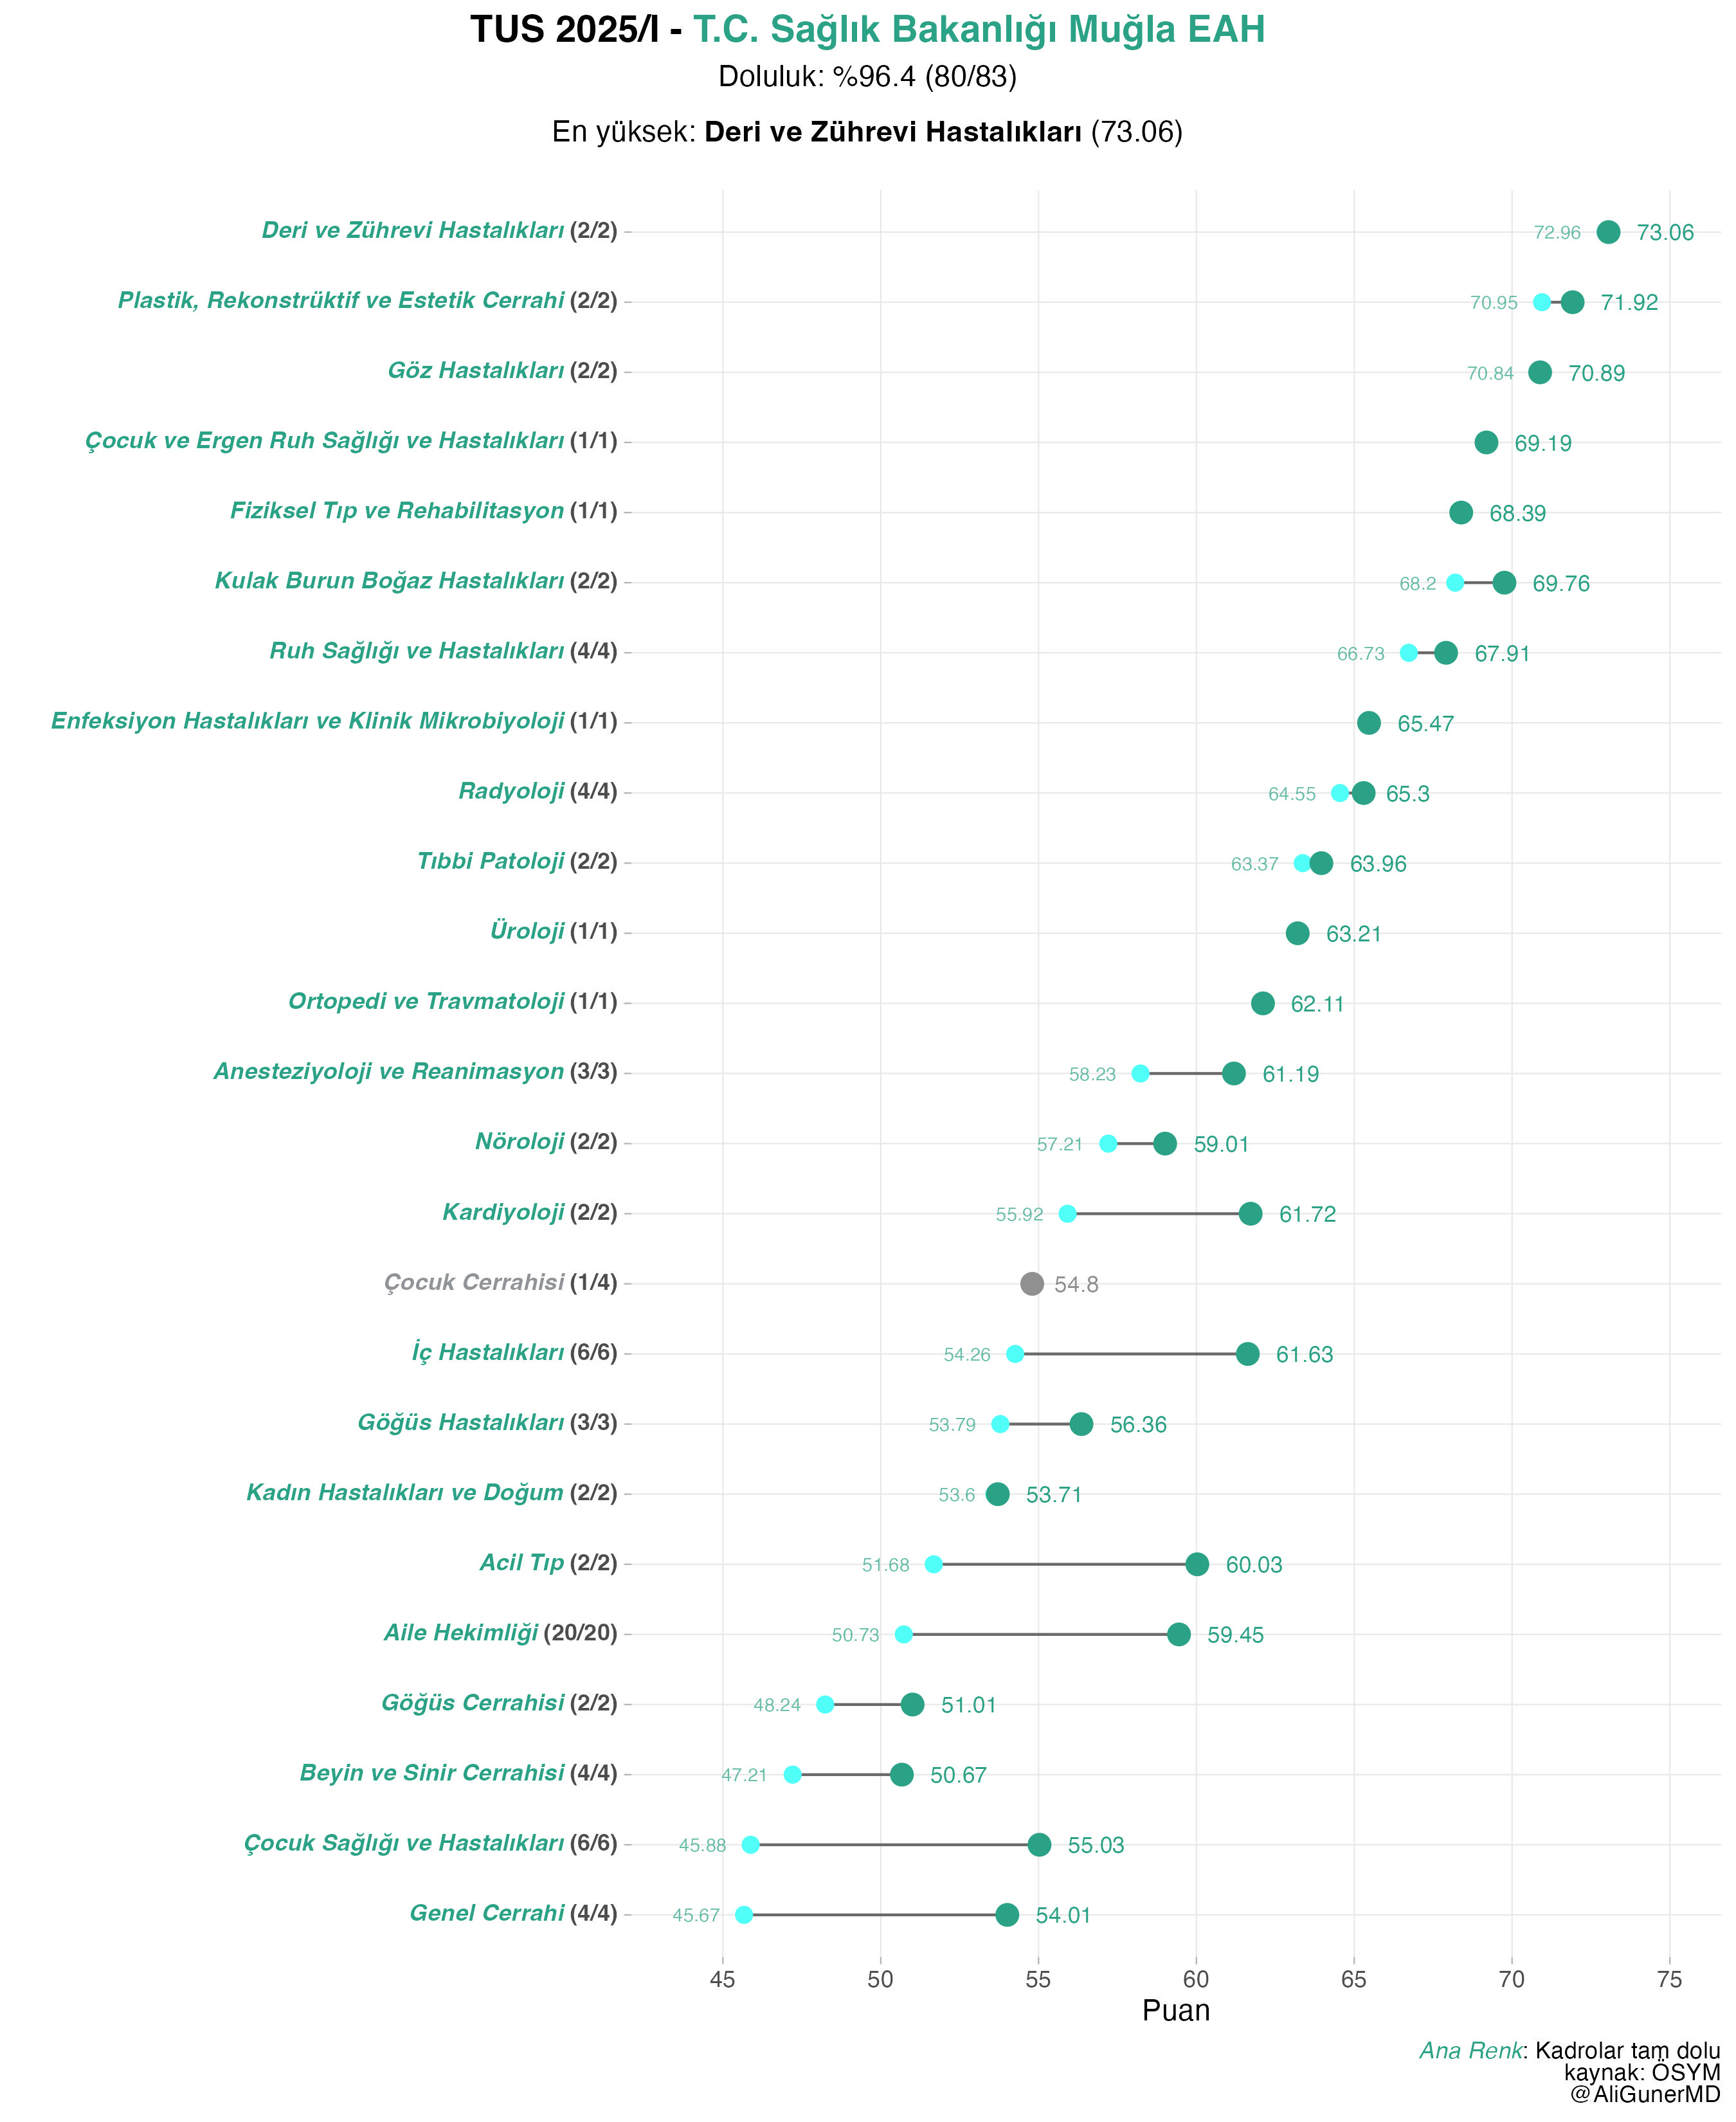 TUS 2025/I - T.C. Sağlık Bakanlığı Muğla EAH
Doluluk: %96.4 (80/83)
En yüksek: Deri ve Zührevi Hastalıkları (73.06)
Deri ve Zührevi Hastalıkları (2/2) 72.96 73.06
Plastik, Rekonstrüktif ve Estetik Cerrahi (2/2) 70.95 71.92
Göz Hastalıkları (2/2) 70.84 70.89
Çocuk ve Ergen Ruh Sağlığı ve Hastalıkları (1/1) 69.19
Fiziksel Tıp ve Rehabilitasyon (1/1) 68.39
Kulak Burun Boğaz Hastalıkları (2/2) 68.2 69.76
Ruh Sağlığı ve Hastalıkları (4/4) 66.73 67.91
Enfeksiyon Hastalıkları ve Klinik Mikrobiyoloji (1/1) 65.47
Radyoloji (4/4) 64.55 65.3
Tıbbi Patoloji (2/2) 63.37 63.96
Üroloji (1/1) 63.21
Ortopedi ve Travmatoloji (1/1) 62.11
Anesteziyoloji ve Reanimasyon (3/3) 58.23 61.19
Nöroloji (2/2) 57.21 59.01
Kardiyoloji (2/2) 55.92 61.72
Çocuk Cerrahisi (1/4) 54.8
İç Hastalıkları (6/6) 54.26 61.63
Göğüs Hastalıkları (3/3) 53.79 56.36
Kadın Hastalıkları ve Doğum (2/2) 53.6 53.71
Acil Tıp (2/2) 51.68 60.03
Aile Hekimliği (20/20) 50.73 59.45
Göğüs Cerrahisi (2/2) 48.24 51.01
Beyin ve Sinir Cerrahisi (4/4) 47.21 50.67
Çocuk Sağlığı ve Hastalıkları (6/6) 45.88 55.03
Genel Cerrahi (4/4) 45.67 54.01
45 50 55 60 65 70 75
Puan
Ana Renk: Kadrolar tam dolu
kaynak: ÖSYM
@AliGunerMD